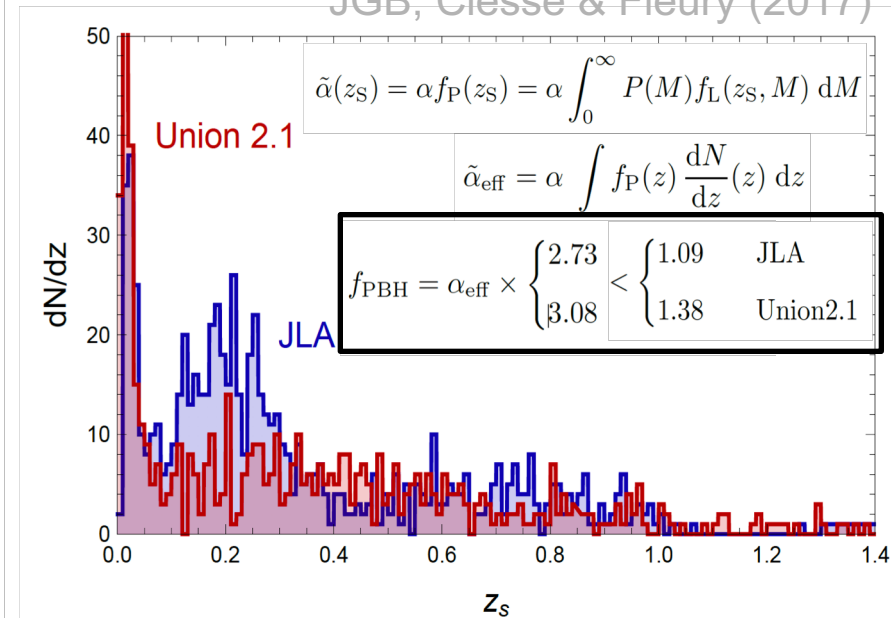 JGB, Clesse & Fleury (2017)
α̃(z_S) = α f_P(z_S) = α ∫_0^∞ P(M) f_L(z_S, M) dM
Union 2.1
α̃_eff = α ∫ f_P(z) dN/dz (z) dz
f_PBH = α_eff × { 2.73 < { 1.09 JLA
3.08 1.38 Union2.1
JLA
dN/dz
50
40
30
20
10
0
0.0 0.2 0.4 0.6 0.8 1.0 1.2 1.4
z_s